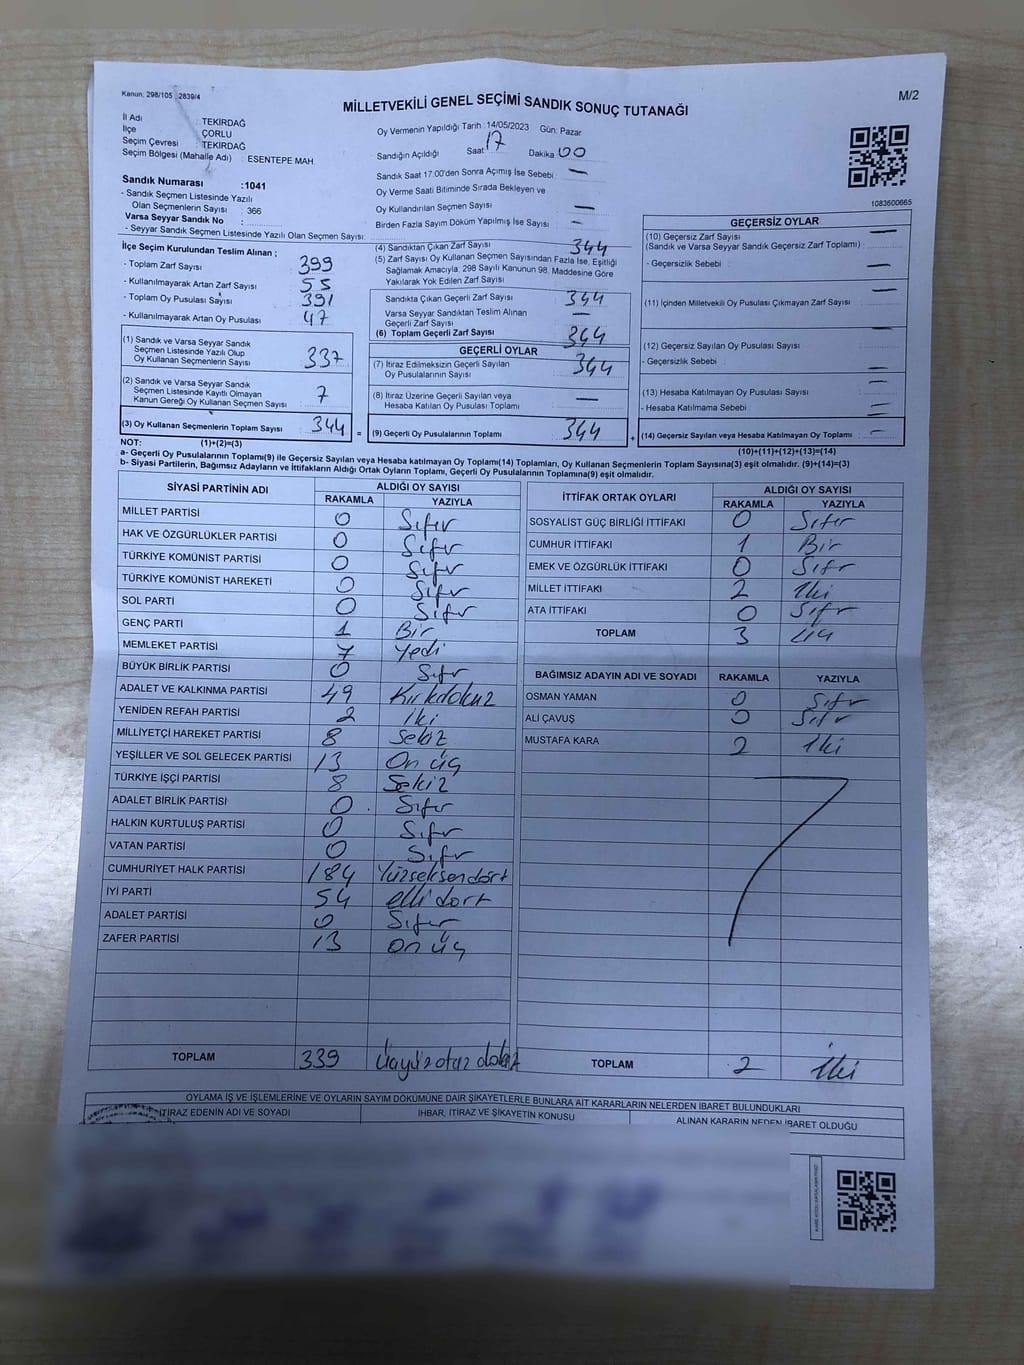 Kanun: 298/105 2839/4
M/2
MİLLETVEKİLİ GENEL SEÇİMİ SANDIK SONUÇ TUTANAĞI
İl Adı : TEKİRDAĞ
İlçe : ÇORLU
Seçim Çevresi : TEKİRDAĞ
Seçim Bölgesi (Mahalle Adı) : ESENTEPE MAH.
Oy Vermenin Yapıldığı Tarih :14/05/2023 Gün: Pazar
Sandığın Açıldığı Saat 17 Dakika 00
Sandık Saat 17.00'den Sonra Açımış İse Sebebi : —
Oy Verme Saati Bitiminde Sırada Bekleyen ve
Oy Kullandırılan Seçmen Sayısı : —
Birden Fazla Sayım Döküm Yapılmış İse Sayısı : —
1083600665
Sandık Numarası :1041
- Sandık Seçmen Listesinde Yazılı
Olan Seçmenlerin Sayısı : 366
Varsa Seyyar Sandık No :
- Seyyar Sandık Seçmen Listesinde Yazılı Olan Seçmen Sayısı:
İlçe Seçim Kurulundan Teslim Alınan ;
- Toplam Zarf Sayısı : 399
- Kullanılmayarak Artan Zarf Sayısı : 55
- Toplam Oy Pusulası Sayısı : 391
- Kullanılmayarak Artan Oy Pusulası : 47
(1) Sandık ve Varsa Seyyar Sandık
Seçmen Listesinde Yazılı Olup
Oy Kullanan Seçmenlerin Sayısı : 337
(2) Sandık ve Varsa Seyyar Sandık
Seçmen Listesinde Kayıtlı Olmayan
Kanun Gereği Oy Kullanan Seçmen Sayısı : 7
(3) Oy Kullanan Seçmenlerin Toplam Sayısı : 344
(4) Sandıktan Çıkan Zarf Sayısı : 344
(5) Zarf Sayısı Oy Kullanan Seçmen Sayısından Fazla İse, Eşitliği
Sağlamak Amacıyla, 298 Sayılı Kanunun 98. Maddesine Göre
Yakılarak Yok Edilen Zarf Sayısı :
Sandıkta Çıkan Geçerli Zarf Sayısı : 344
Varsa Seyyar Sandıktan Teslim Alınan
Geçerli Zarf Sayısı : —
(6) Toplam Geçerli Zarf Sayısı : 344
GEÇERLİ OYLAR
(7) İtiraz Edilmeksizin Geçerli Sayılan
Oy Pusulalarının Sayısı : 344
(8) İtiraz Üzerine Geçerli Sayılan veya
Hesaba Katılan Oy Pusulası Toplamı : —
= (9) Geçerli Oy Pusulalarının Toplamı : 344
GEÇERSİZ OYLAR
(10) Geçersiz Zarf Sayısı
(Sandık ve Varsa Seyyar Sandık Geçersiz Zarf Toplamı) : —
- Geçersizlik Sebebi : —
(11) İçinden Milletvekili Oy Pusulası Çıkmayan Zarf Sayısı : —
(12) Geçersiz Sayılan Oy Pusulası Sayısı : —
- Geçersizlik Sebebi : —
(13) Hesaba Katılmayan Oy Pusulası Sayısı : —
- Hesaba Katılmama Sebebi : —
+ (14) Geçersiz Sayılan veya Hesaba Katılmayan Oy Toplamı : —
NOT: (1)+(2)=(3)
(10)+(11)+(12)+(13)=(14)
a- Geçerli Oy Pusulasının Toplamı(9) ile Geçersiz Sayılan veya Hesaba katılmayan Oy Toplamı(14) Toplamları, Oy Kullanan Seçmenlerin Toplam Sayısına(3) eşit olmalıdır. (9)+(14)=(3)
b- Siyasi Partilerin, Bağımsız Adayların ve İttifakların Aldığı Ortak Oyların Toplamı, Geçerli Oy Pusulalarının Toplamına(9) eşit olmalıdır.
SİYASİ PARTİNİN ADI ALDIĞI OY SAYISI
RAKAMLA YAZIYLA
MİLLET PARTİSİ 0 Sıfır
HAK VE ÖZGÜRLÜKLER PARTİSİ 0 Sıfır
TÜRKİYE KOMÜNİST PARTİSİ 0 Sıfır
TÜRKİYE KOMÜNİST HAREKETİ 0 Sıfır
SOL PARTİ 0 Sıfır
GENÇ PARTİ 1 Bir
MEMLEKET PARTİSİ 7 Yedi
BÜYÜK BİRLİK PARTİSİ 0 Sıfır
ADALET VE KALKINMA PARTİSİ 49 Kırkdokuz
YENİDEN REFAH PARTİSİ 2 İki
MİLLİYETÇİ HAREKET PARTİSİ 8 Sekiz
YEŞİLLER VE SOL GELECEK PARTİSİ 13 On üç
TÜRKİYE İŞÇİ PARTİSİ 8 Sekiz
ADALET BİRLİK PARTİSİ 0 Sıfır
HALKIN KURTULUŞ PARTİSİ 0 Sıfır
VATAN PARTİSİ 0 Sıfır
CUMHURİYET HALK PARTİSİ 184 Yüzseksendört
İYİ PARTİ 54 elli dört
ADALET PARTİSİ 0 Sıfır
ZAFER PARTİSİ 13 on üç
TOPLAM 339 Üçyüz otuz dokuz
İTTİFAK ORTAK OYLARI ALDIĞI OY SAYISI
RAKAMLA YAZIYLA
SOSYALİST GÜÇ BİRLİĞİ İTTİFAKI 0 Sıfır
CUMHUR İTTİFAKI 1 Bir
EMEK VE ÖZGÜRLÜK İTTİFAKI 0 Sıfır
MİLLET İTTİFAKI 2 İki
ATA İTTİFAKI 0 Sıfır
TOPLAM 3 Üç
BAĞIMSIZ ADAYIN ADI VE SOYADI RAKAMLA YAZIYLA
OSMAN YAMAN 0 Sıfır
ALİ ÇAVUŞ 0 Sıfır
MUSTAFA KARA 2 İki
TOPLAM 2 İki
OYLAMA İŞ VE İŞLEMLERİNE VE OYLARIN SAYIM DÖKÜMÜNE DAİR ŞİKAYETLERLE BUNLARA AİT KARARLARIN NELERDEN İBARET BULUNDUKLARI
İTİRAZ EDENİN ADI VE SOYADI İHBAR, İTİRAZ VE ŞİKAYETİN KONUSU ALINAN KARARIN NEDEN İBARET OLDUĞU